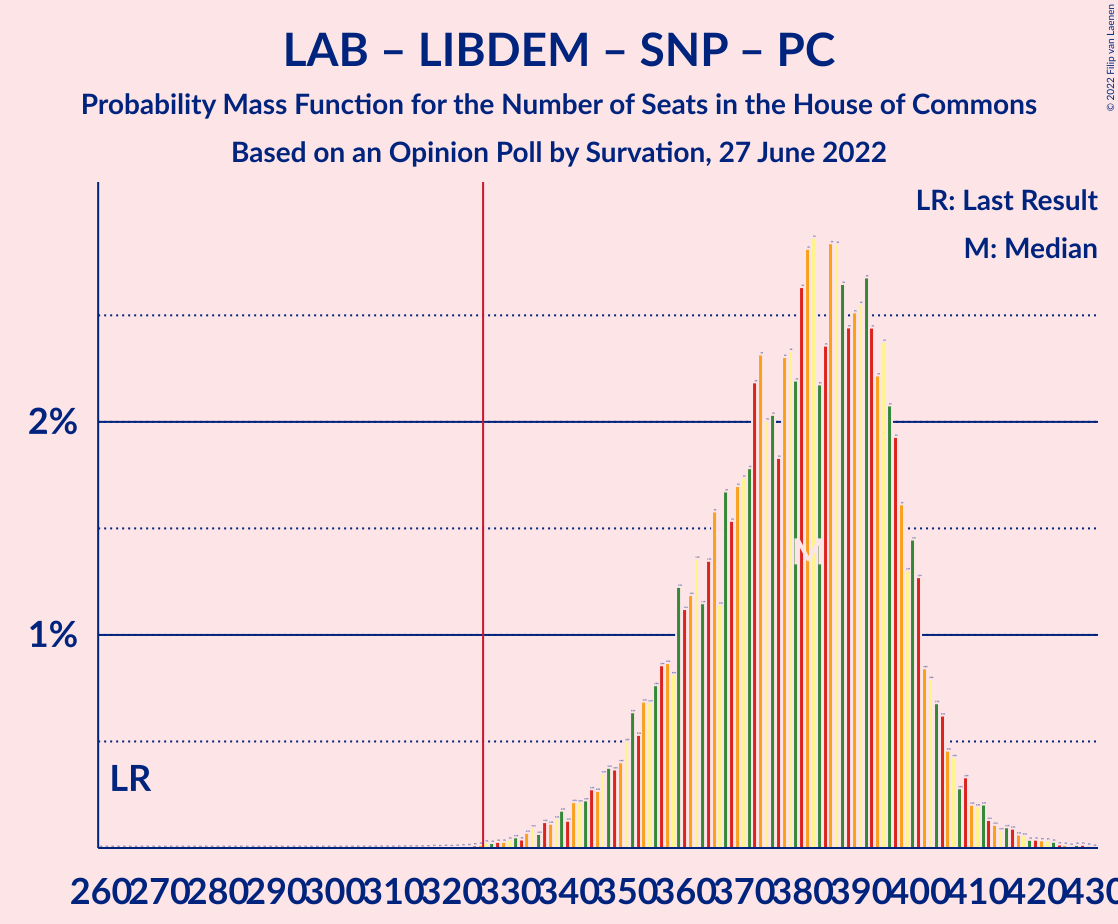 LAB – LIBDEM – SNP – PC
Probability Mass Function for the Number of Seats in the House of Commons
Based on an Opinion Poll by Survation, 27 June 2022
© 2022 Filip van Laenen
LR: Last Result
M: Median
2%
1%
LR
M
260 270 280 290 300 310 320 330 340 350 360 370 380 390 400 410 420 430